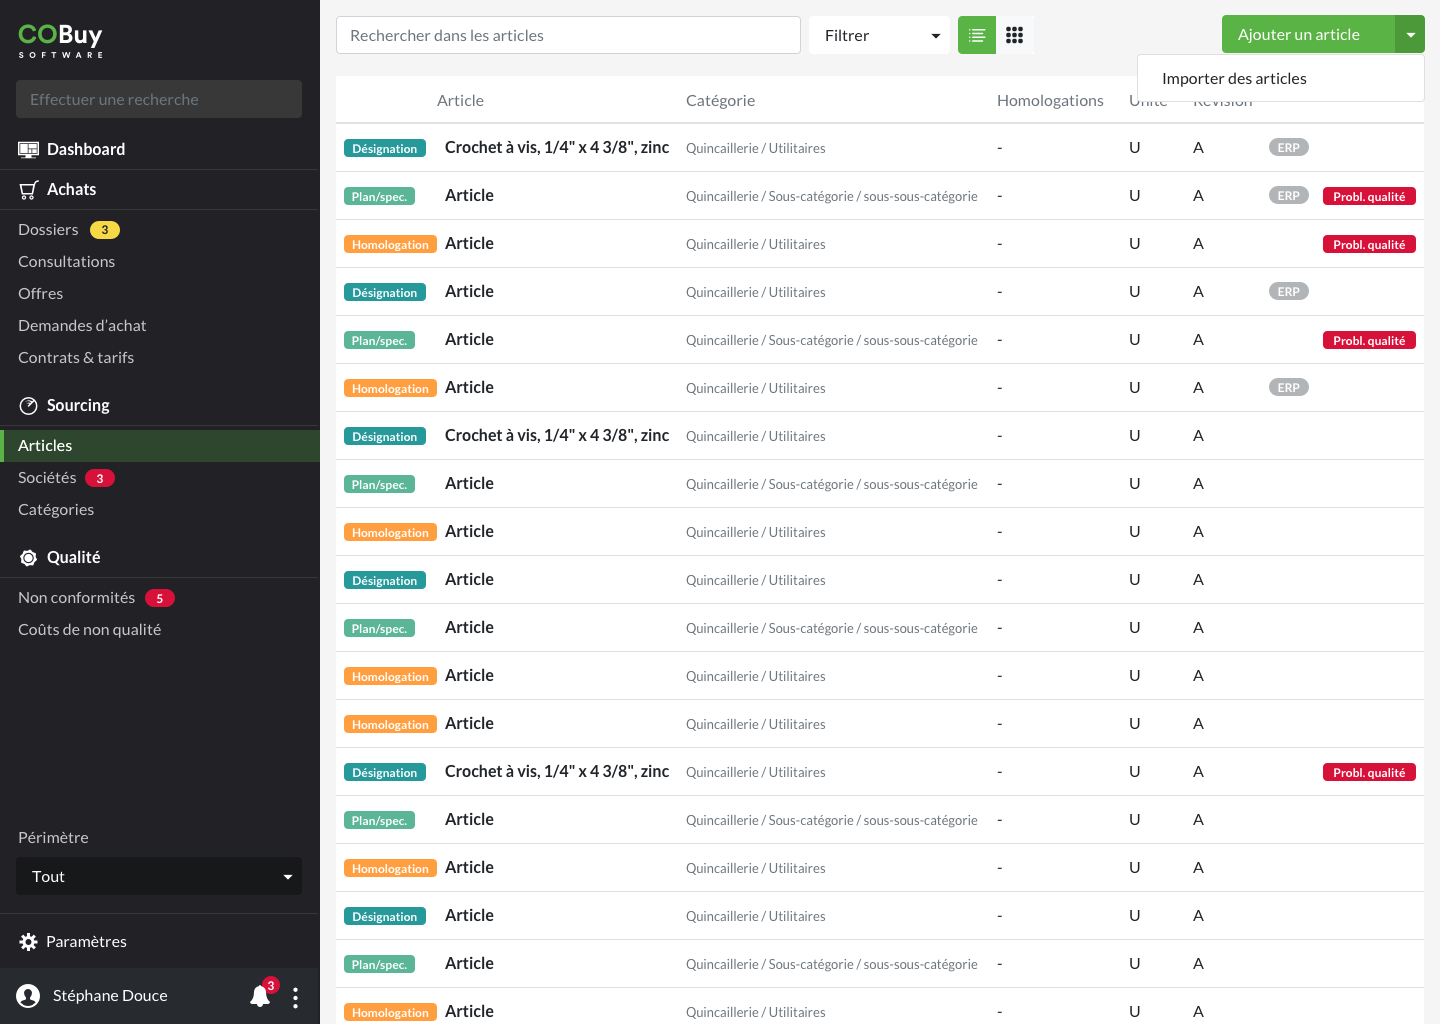 COBuy
SOFTWARE
Effectuer une recherche
Dashboard
Achats
Dossiers 3
Consultations
Offres
Demandes d'achat
Contrats & tarifs
Sourcing
Articles
Sociétés 3
Catégories
Qualité
Non conformités 5
Coûts de non qualité
Périmètre
Tout
Paramètres
Stéphane Douce 3
Rechercher dans les articles Filtrer Ajouter un article
Importer des articles
Article Catégorie Homologations Unité Révision
Désignation Crochet à vis, 1/4" x 4 3/8", zinc Quincaillerie / Utilitaires - U A ERP
Plan/spec. Article Quincaillerie / Sous-catégorie / sous-sous-catégorie - U A ERP Probl. qualité
Homologation Article Quincaillerie / Utilitaires - U A Probl. qualité
Désignation Article Quincaillerie / Utilitaires - U A ERP
Plan/spec. Article Quincaillerie / Sous-catégorie / sous-sous-catégorie - U A Probl. qualité
Homologation Article Quincaillerie / Utilitaires - U A ERP
Désignation Crochet à vis, 1/4" x 4 3/8", zinc Quincaillerie / Utilitaires - U A
Plan/spec. Article Quincaillerie / Sous-catégorie / sous-sous-catégorie - U A
Homologation Article Quincaillerie / Utilitaires - U A
Désignation Article Quincaillerie / Utilitaires - U A
Plan/spec. Article Quincaillerie / Sous-catégorie / sous-sous-catégorie - U A
Homologation Article Quincaillerie / Utilitaires - U A
Homologation Article Quincaillerie / Utilitaires - U A
Désignation Crochet à vis, 1/4" x 4 3/8", zinc Quincaillerie / Utilitaires - U A Probl. qualité
Plan/spec. Article Quincaillerie / Sous-catégorie / sous-sous-catégorie - U A
Homologation Article Quincaillerie / Utilitaires - U A
Désignation Article Quincaillerie / Utilitaires - U A
Plan/spec. Article Quincaillerie / Sous-catégorie / sous-sous-catégorie - U A
Homologation Article Quincaillerie / Utilitaires - U A